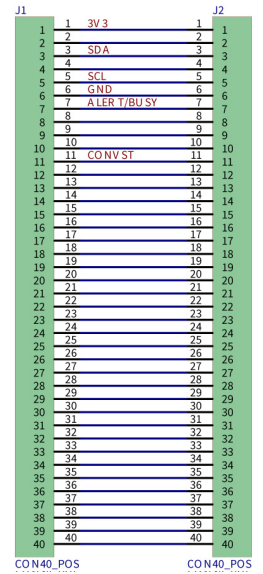 J1 J2
1 1 3V3 1 1
2 2 2 2
3 3 SDA 3 3
4 4 4 4
5 5 SCL 5 5
6 6 GND 6 6
7 7 ALERT/BUSY 7 7
8 8 8 8
9 9 9 9
10 10 10 10
11 11 CONVST 11 11
12 12 12 12
13 13 13 13
14 14 14 14
15 15 15 15
16 16 16 16
17 17 17 17
18 18 18 18
19 19 19 19
20 20 20 20
21 21 21 21
22 22 22 22
23 23 23 23
24 24 24 24
25 25 25 25
26 26 26 26
27 27 27 27
28 28 28 28
29 29 29 29
30 30 30 30
31 31 31 31
32 32 32 32
33 33 33 33
34 34 34 34
35 35 35 35
36 36 36 36
37 37 37 37
38 38 38 38
39 39 39 39
40 40 40 40
CON40_POS CON40_POS